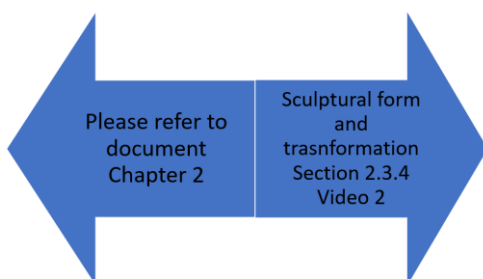 Please refer to
document
Chapter 2
Sculptural form
and
trasnformation
Section 2.3.4
Video 2